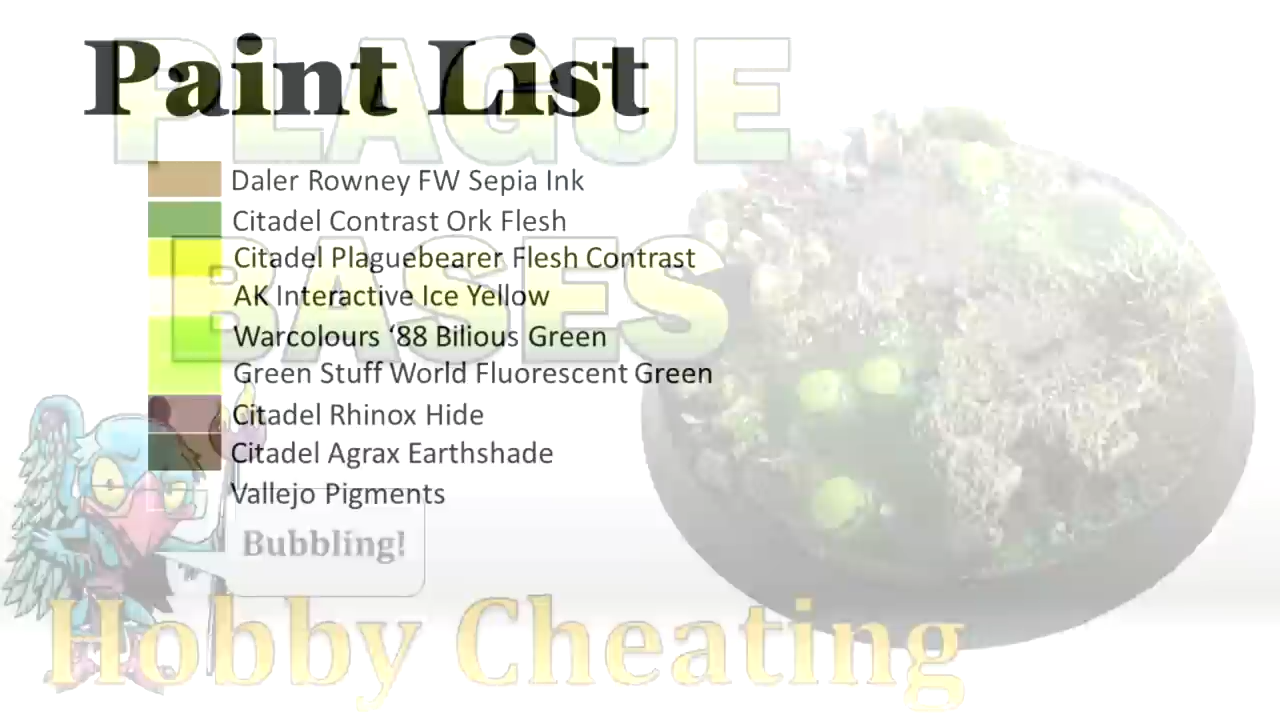 Paint List
PLAGUE
Daler Rowney FW Sepia Ink
Citadel Contrast Ork Flesh
Citadel Plaguebearer Flesh Contrast
AK Interactive Ice Yellow
BASES
Warcolours ‘88 Bilious Green
Green Stuff World Fluorescent Green
Citadel Rhinox Hide
Citadel Agrax Earthshade
Vallejo Pigments
Bubbling!
Hobby Cheating